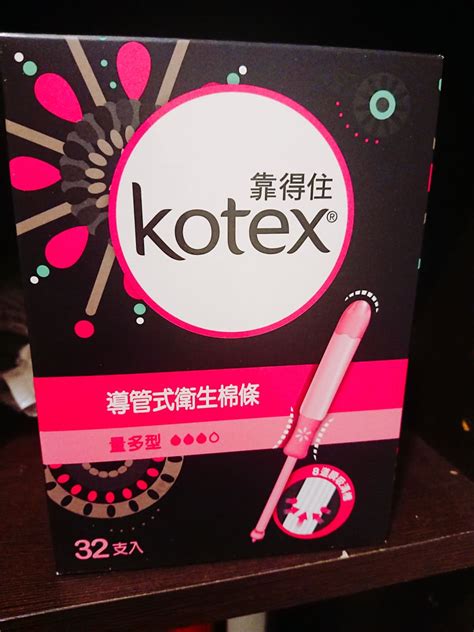 靠得住
kotex®
導管式衛生棉條
量多型
32支入